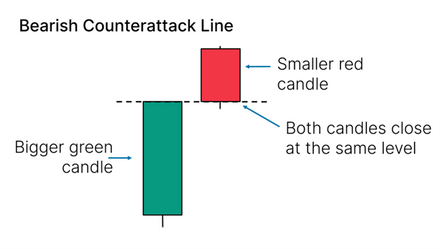 Bearish Counterattack Line
Smaller red
candle
Both candles close
at the same level
Bigger green
candle